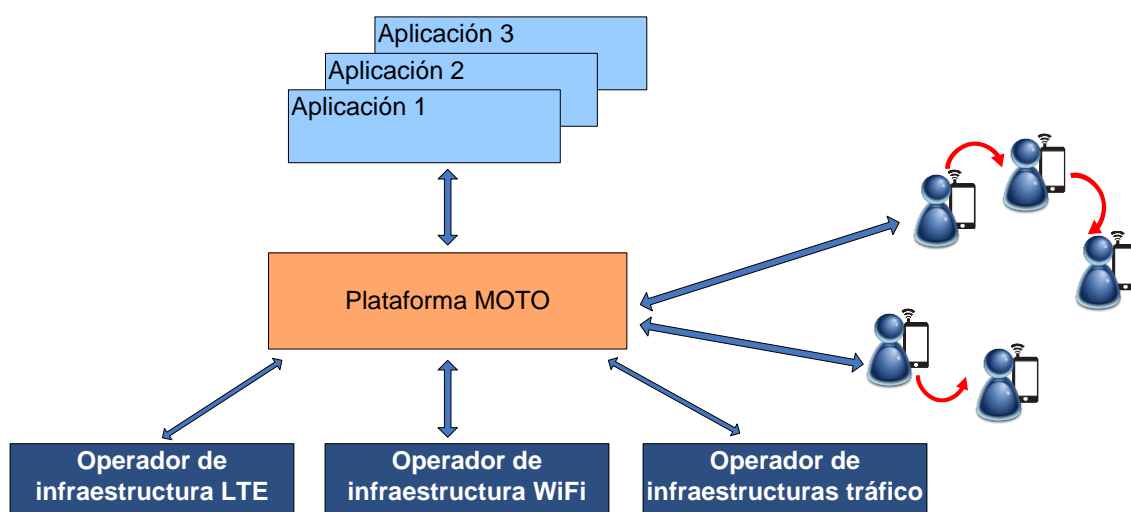 Aplicación 3
Aplicación 2
Aplicación 1
Plataforma MOTO
Operador de
infraestructura LTE
Operador de
infraestructura WiFi
Operador de
infraestructuras tráfico